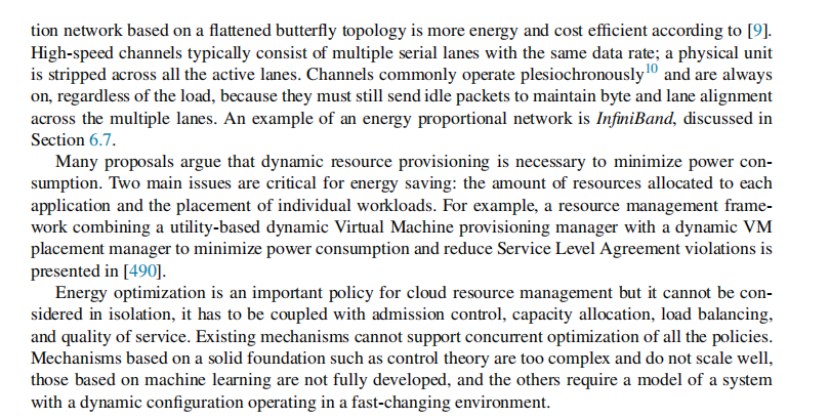 tion network based on a flattened butterfly topology is more energy and cost efficient according to [9].
High-speed channels typically consist of multiple serial lanes with the same data rate; a physical unit
is stripped across all the active lanes. Channels commonly operate plesiochronously10 and are always
on, regardless of the load, because they must still send idle packets to maintain byte and lane alignment
across the multiple lanes. An example of an energy proportional network is InfiniBand, discussed in
Section 6.7.
Many proposals argue that dynamic resource provisioning is necessary to minimize power con-
sumption. Two main issues are critical for energy saving: the amount of resources allocated to each
application and the placement of individual workloads. For example, a resource management frame-
work combining a utility-based dynamic Virtual Machine provisioning manager with a dynamic VM
placement manager to minimize power consumption and reduce Service Level Agreement violations is
presented in [490].
Energy optimization is an important policy for cloud resource management but it cannot be con-
sidered in isolation, it has to be coupled with admission control, capacity allocation, load balancing,
and quality of service. Existing mechanisms cannot support concurrent optimization of all the policies.
Mechanisms based on a solid foundation such as control theory are too complex and do not scale well,
those based on machine learning are not fully developed, and the others require a model of a system
with a dynamic configuration operating in a fast-changing environment.